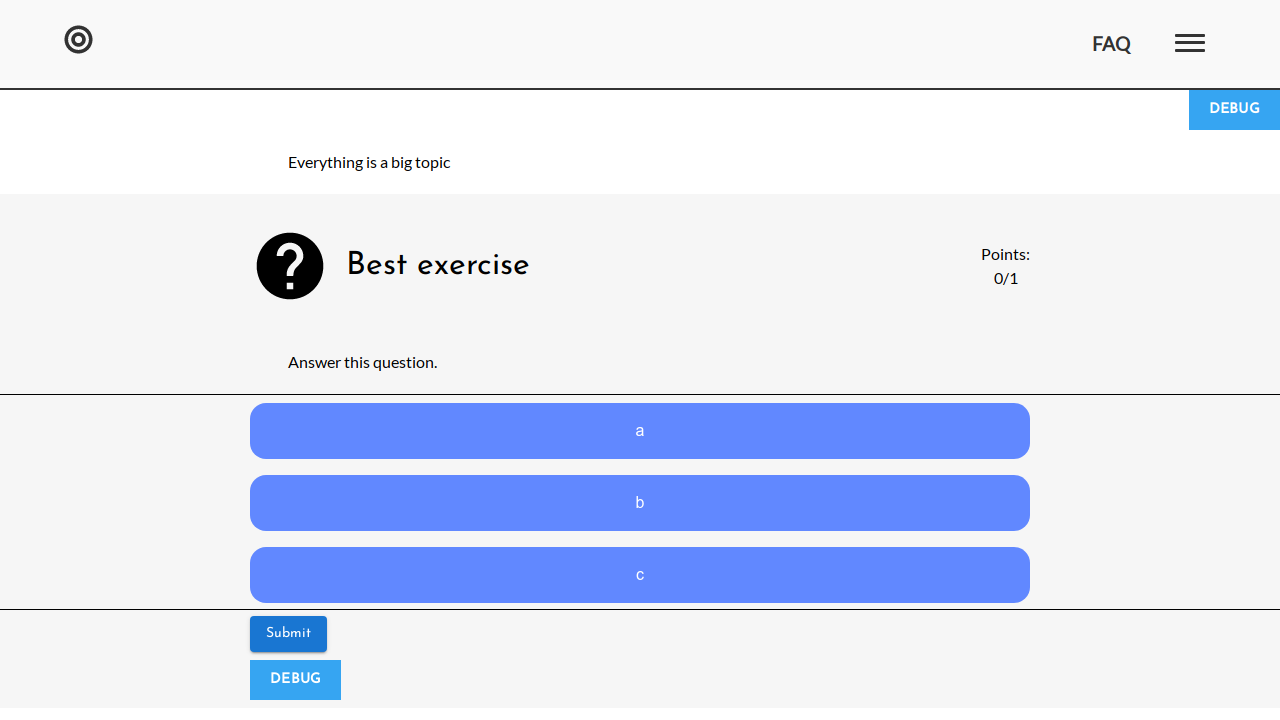 FAQ
DEBUG
Everything is a big topic
Best exercise
Points:
0/1
Answer this question.
a
b
c
Submit
DEBUG